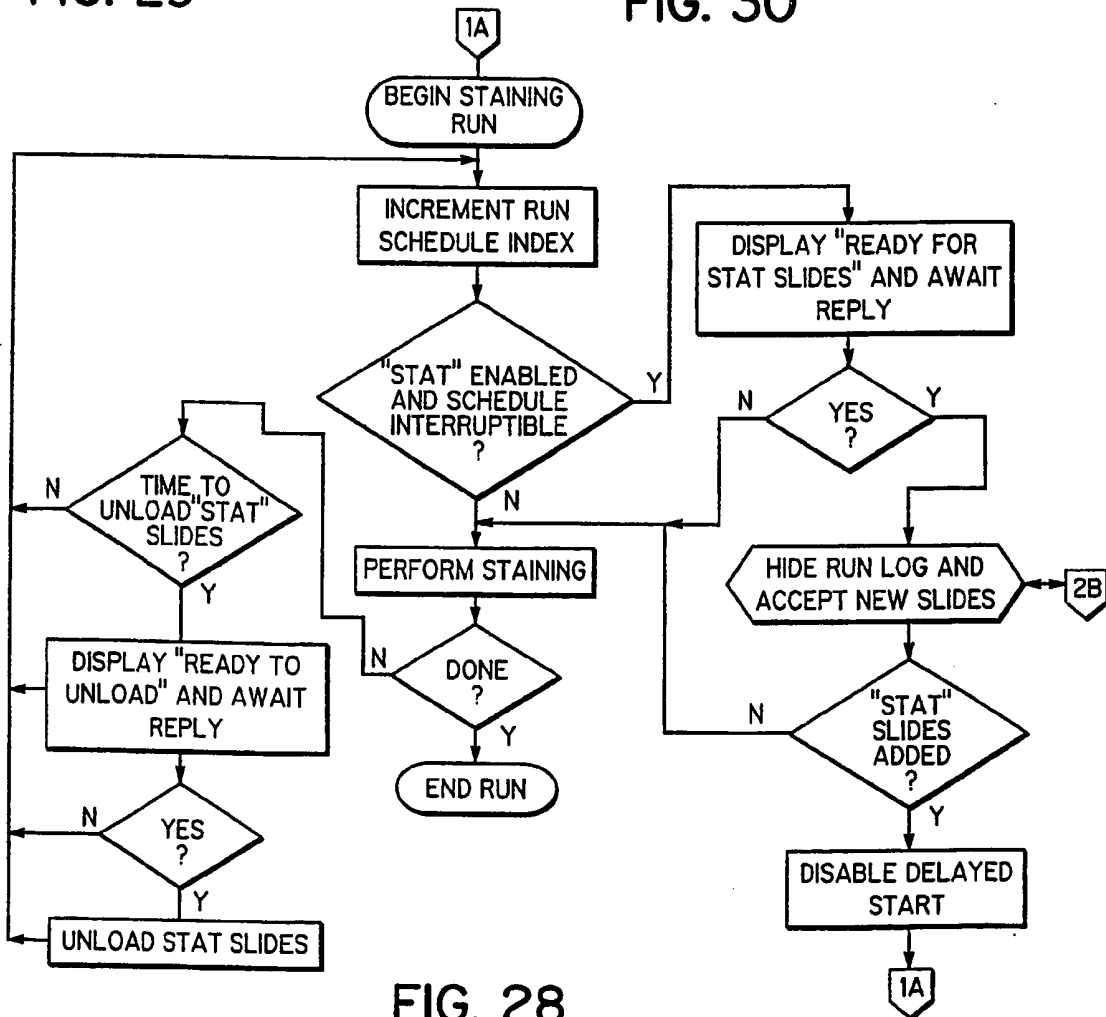 FIG. 30
1A
BEGIN STAINING
RUN
INCREMENT RUN
SCHEDULE INDEX
"STAT" ENABLED
AND SCHEDULE
INTERRUPTIBLE
?
Y
N
DISPLAY "READY FOR
STAT SLIDES" AND AWAIT
REPLY
YES
?
N
Y
HIDE RUN LOG AND
ACCEPT NEW SLIDES
2B
"STAT"
SLIDES
ADDED
?
N
Y
DISABLE DELAYED
START
1A
PERFORM STAINING
DONE
?
N
Y
END RUN
TIME TO
UNLOAD "STAT"
SLIDES
?
N
Y
DISPLAY "READY TO
UNLOAD" AND AWAIT
REPLY
YES
?
N
Y
UNLOAD STAT SLIDES
FIG. 28